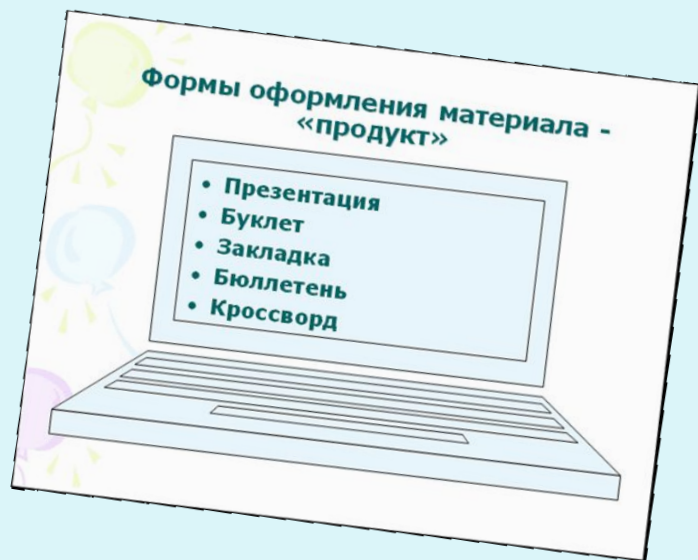 Формы оформления материала -
«продукт»
• Презентация
• Буклет
• Закладка
• Бюллетень
• Кроссворд